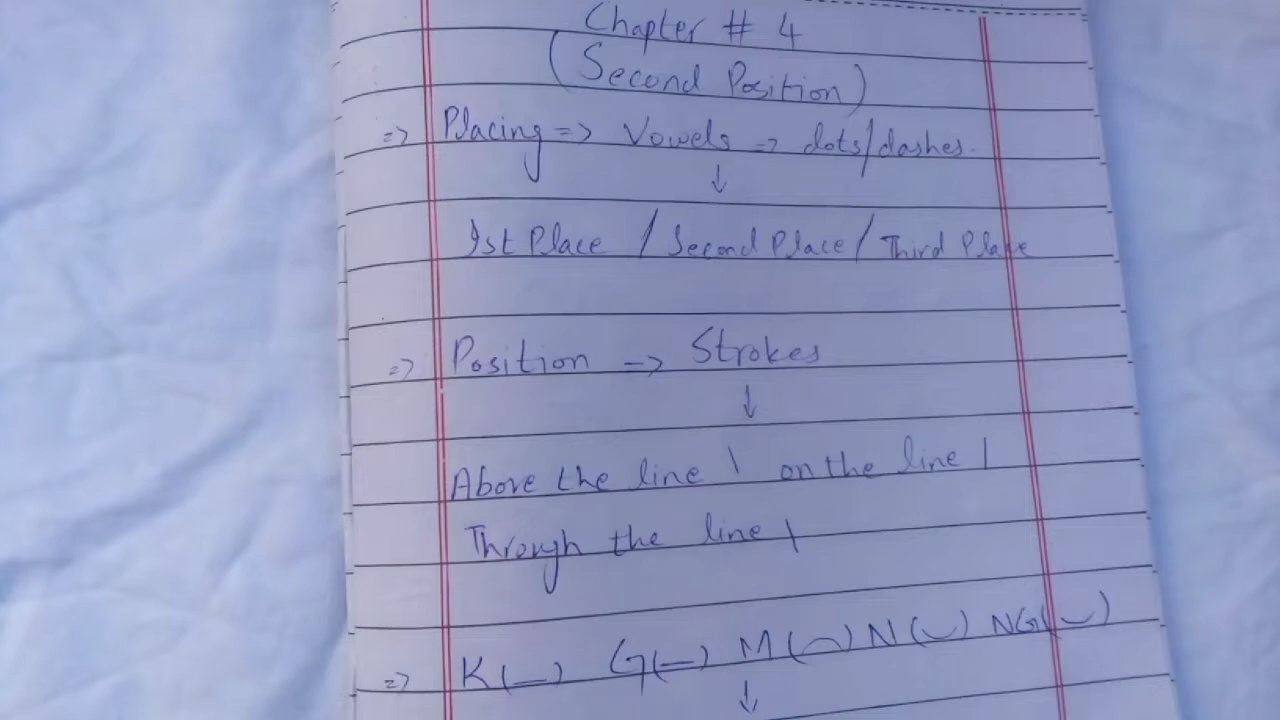 Chapter # 4
(Second Position)
=> Placing => Vowels => dots/dashes.
↓
1st Place / Second Place / Third Place
=> Position => Strokes
↓
Above the line \ on the line |
Through the line \
=> K(—) G(—) M(⌒) N(‿) NG(‿)
↓